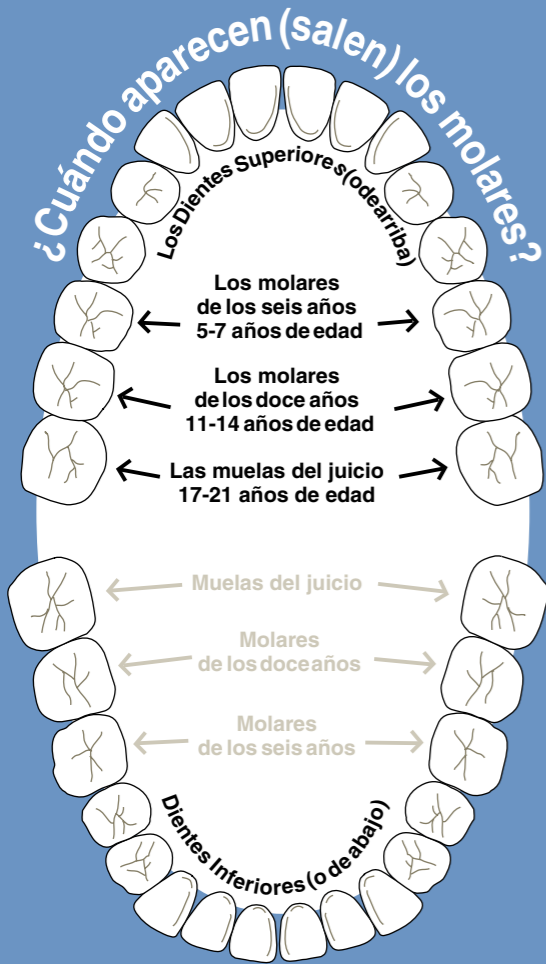 ¿Cuándo aparecen (salen) los molares?
Los Dientes Superiores (o de arriba)
Los molares
de los seis años
5-7 años de edad
Los molares
de los doce años
11-14 años de edad
Las muelas del juicio
17-21 años de edad
Muelas del juicio
Molares
de los doce años
Molares
de los seis años
Dientes Inferiores (o de abajo)